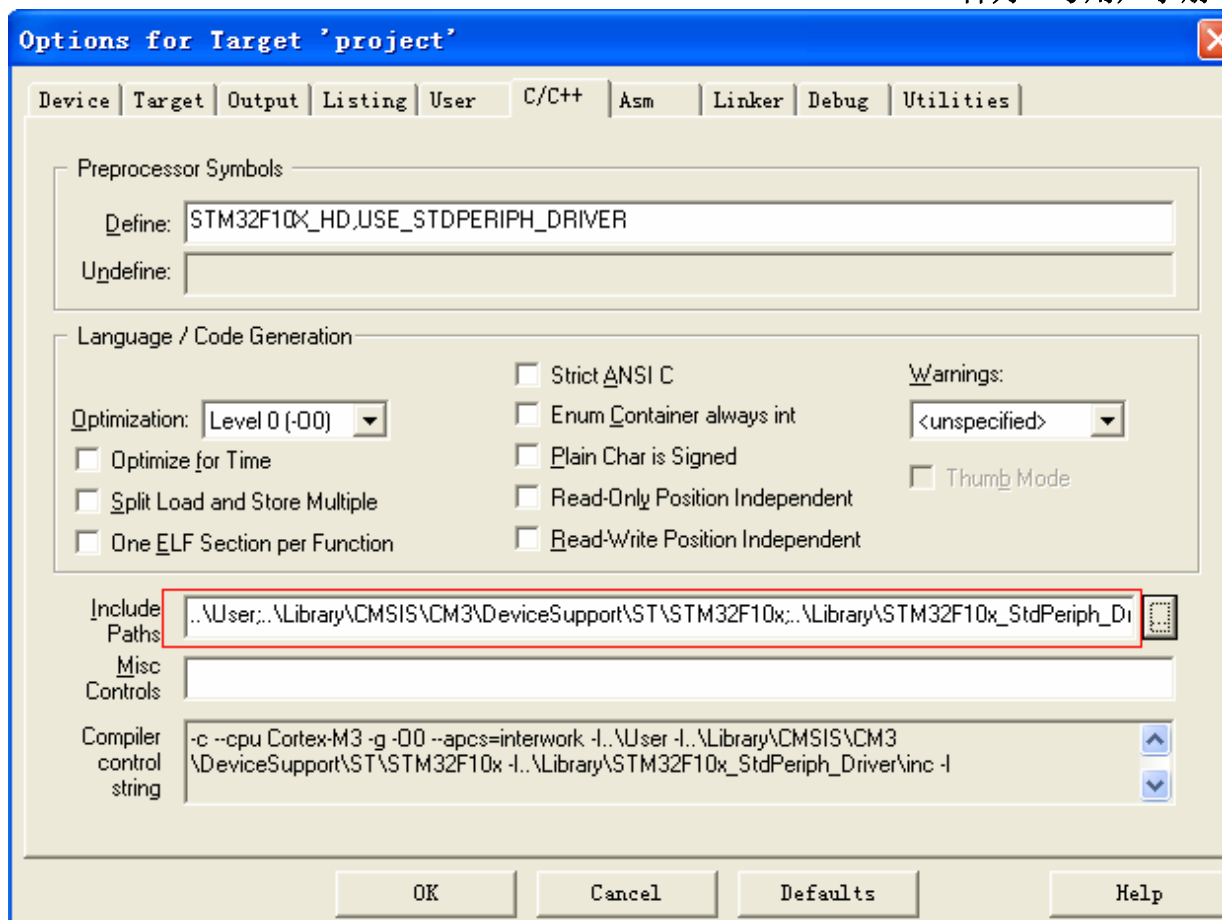 Options for Target 'project'
Device Target Output Listing User C/C++ Asm Linker Debug Utilities
Preprocessor Symbols
Define: STM32F10X_HD,USE_STDPERIPH_DRIVER
Undefine:
Language / Code Generation
Strict ANSI C Warnings:
Optimization: Level 0 (-O0) Enum Container always int <unspecified>
Optimize for Time Plain Char is Signed Thumb Mode
Split Load and Store Multiple Read-Only Position Independent
One ELF Section per Function Read-Write Position Independent
Include Paths ..\User;..\Library\CMSIS\CM3\DeviceSupport\ST\STM32F10x;..\Library\STM32F10x_StdPeriph_Dri ...
Misc Controls
Compiler control string -c --cpu Cortex-M3 -g -O0 --apcs=interwork -I..\User -I..\Library\CMSIS\CM3
\DeviceSupport\ST\STM32F10x -I..\Library\STM32F10x_StdPeriph_Driver\inc -I
OK Cancel Defaults Help